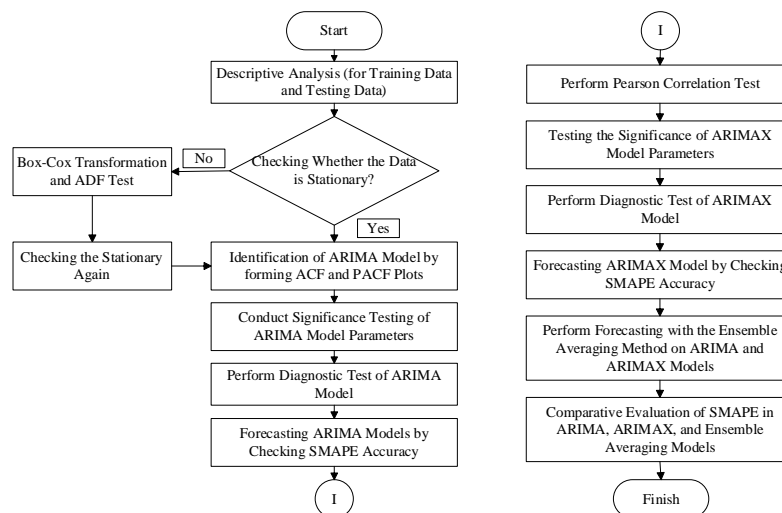 Start
Descriptive Analysis (for Training Data
and Testing Data)
Checking Whether the Data
is Stationary?
No
Box-Cox Transformation
and ADF Test
Checking the Stationary
Again
Yes
Identification of ARIMA Model by
forming ACF and PACF Plots
Conduct Significance Testing of
ARIMA Model Parameters
Perform Diagnostic Test of ARIMA
Model
Forecasting ARIMA Models by
Checking SMAPE Accuracy
I
I
Perform Pearson Correlation Test
Testing the Significance of ARIMAX
Model Parameters
Perform Diagnostic Test of ARIMAX
Model
Forecasting ARIMAX Model by Checking
SMAPE Accuracy
Perform Forecasting with the Ensemble
Averaging Method on ARIMA and
ARIMAX Models
Comparative Evaluation of SMAPE in
ARIMA, ARIMAX, and Ensemble
Averaging Models
Finish